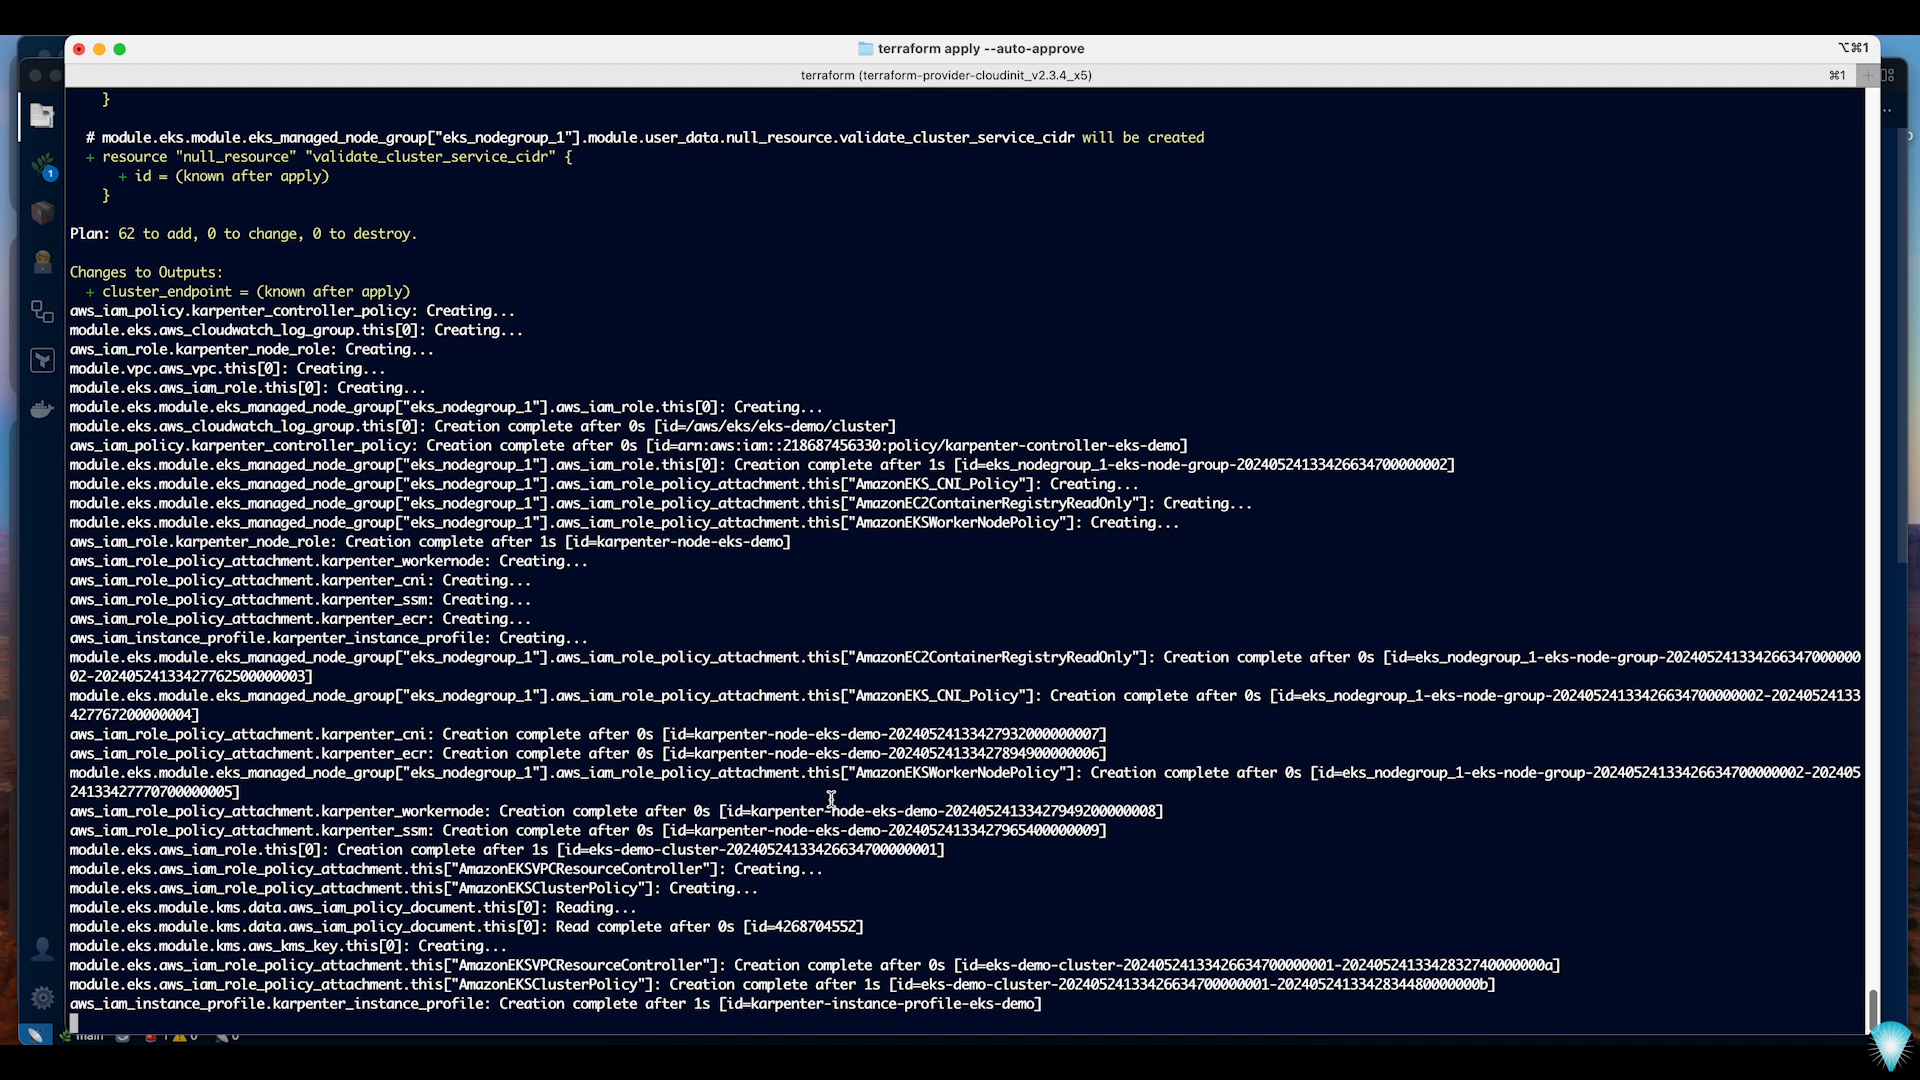 terraform apply --auto-approve
⌥⌘1
terraform (terraform-provider-cloudinit_v2.3.4_x5)
⌘1
}
# module.eks.module.eks_managed_node_group["eks_nodegroup_1"].module.user_data.null_resource.validate_cluster_service_cidr will be created
+ resource "null_resource" "validate_cluster_service_cidr" {
+ id = (known after apply)
}
1
Plan: 62 to add, 0 to change, 0 to destroy.
Changes to Outputs:
+ cluster_endpoint = (known after apply)
aws_iam_policy.karpenter_controller_policy: Creating...
module.eks.aws_cloudwatch_log_group.this[0]: Creating...
aws_iam_role.karpenter_node_role: Creating...
module.vpc.aws_vpc.this[0]: Creating...
module.eks.aws_iam_role.this[0]: Creating...
module.eks.module.eks_managed_node_group["eks_nodegroup_1"].aws_iam_role.this[0]: Creating...
module.eks.aws_cloudwatch_log_group.this[0]: Creation complete after 0s [id=/aws/eks/eks-demo/cluster]
aws_iam_policy.karpenter_controller_policy: Creation complete after 0s [id=arn:aws:iam::218687456330:policy/karpenter-controller-eks-demo]
module.eks.module.eks_managed_node_group["eks_nodegroup_1"].aws_iam_role.this[0]: Creation complete after 1s [id=eks_nodegroup_1-eks-node-group-20240524133426634700000002]
module.eks.module.eks_managed_node_group["eks_nodegroup_1"].aws_iam_role_policy_attachment.this["AmazonEKS_CNI_Policy"]: Creating...
module.eks.module.eks_managed_node_group["eks_nodegroup_1"].aws_iam_role_policy_attachment.this["AmazonEC2ContainerRegistryReadOnly"]: Creating...
module.eks.module.eks_managed_node_group["eks_nodegroup_1"].aws_iam_role_policy_attachment.this["AmazonEKSWorkerNodePolicy"]: Creating...
aws_iam_role.karpenter_node_role: Creation complete after 1s [id=karpenter-node-eks-demo]
aws_iam_role_policy_attachment.karpenter_workernode: Creating...
aws_iam_role_policy_attachment.karpenter_cni: Creating...
aws_iam_role_policy_attachment.karpenter_ssm: Creating...
aws_iam_role_policy_attachment.karpenter_ecr: Creating...
aws_iam_instance_profile.karpenter_instance_profile: Creating...
module.eks.module.eks_managed_node_group["eks_nodegroup_1"].aws_iam_role_policy_attachment.this["AmazonEC2ContainerRegistryReadOnly"]: Creation complete after 0s [id=eks_nodegroup_1-eks-node-group-202405241334266347000000
02-20240524133427762500000003]
module.eks.module.eks_managed_node_group["eks_nodegroup_1"].aws_iam_role_policy_attachment.this["AmazonEKS_CNI_Policy"]: Creation complete after 0s [id=eks_nodegroup_1-eks-node-group-20240524133426634700000002-20240524133
427767200000004]
aws_iam_role_policy_attachment.karpenter_cni: Creation complete after 0s [id=karpenter-node-eks-demo-20240524133427932000000007]
aws_iam_role_policy_attachment.karpenter_ecr: Creation complete after 0s [id=karpenter-node-eks-demo-20240524133427894900000006]
module.eks.module.eks_managed_node_group["eks_nodegroup_1"].aws_iam_role_policy_attachment.this["AmazonEKSWorkerNodePolicy"]: Creation complete after 0s [id=eks_nodegroup_1-eks-node-group-20240524133426634700000002-202405
24133427770700000005]
aws_iam_role_policy_attachment.karpenter_workernode: Creation complete after 0s [id=karpenter-node-eks-demo-20240524133427949200000008]
aws_iam_role_policy_attachment.karpenter_ssm: Creation complete after 0s [id=karpenter-node-eks-demo-20240524133427965400000009]
module.eks.aws_iam_role.this[0]: Creation complete after 1s [id=eks-demo-cluster-20240524133426634700000001]
module.eks.aws_iam_role_policy_attachment.this["AmazonEKSVPCResourceController"]: Creating...
module.eks.aws_iam_role_policy_attachment.this["AmazonEKSClusterPolicy"]: Creating...
module.eks.module.kms.data.aws_iam_policy_document.this[0]: Reading...
module.eks.module.kms.data.aws_iam_policy_document.this[0]: Read complete after 0s [id=4268704552]
module.eks.module.kms.aws_kms_key.this[0]: Creating...
module.eks.aws_iam_role_policy_attachment.this["AmazonEKSVPCResourceController"]: Creation complete after 0s [id=eks-demo-cluster-20240524133426634700000001-2024052413342832740000000a]
module.eks.aws_iam_role_policy_attachment.this["AmazonEKSClusterPolicy"]: Creation complete after 1s [id=eks-demo-cluster-20240524133426634700000001-2024052413342834480000000b]
aws_iam_instance_profile.karpenter_instance_profile: Creation complete after 1s [id=karpenter-instance-profile-eks-demo]
main